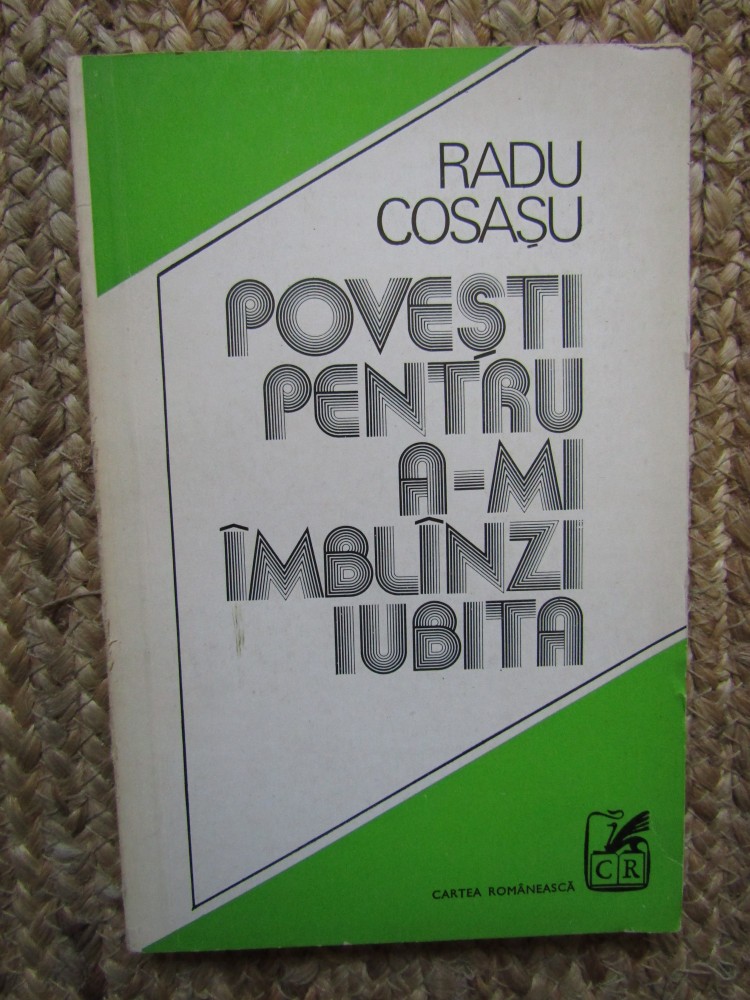 RADU
COSAȘU
POVEȘTI
PENTRU
A-MI
ÎMBLÎNZI
IUBITA
CARTEA ROMÂNEASCĂ
CR